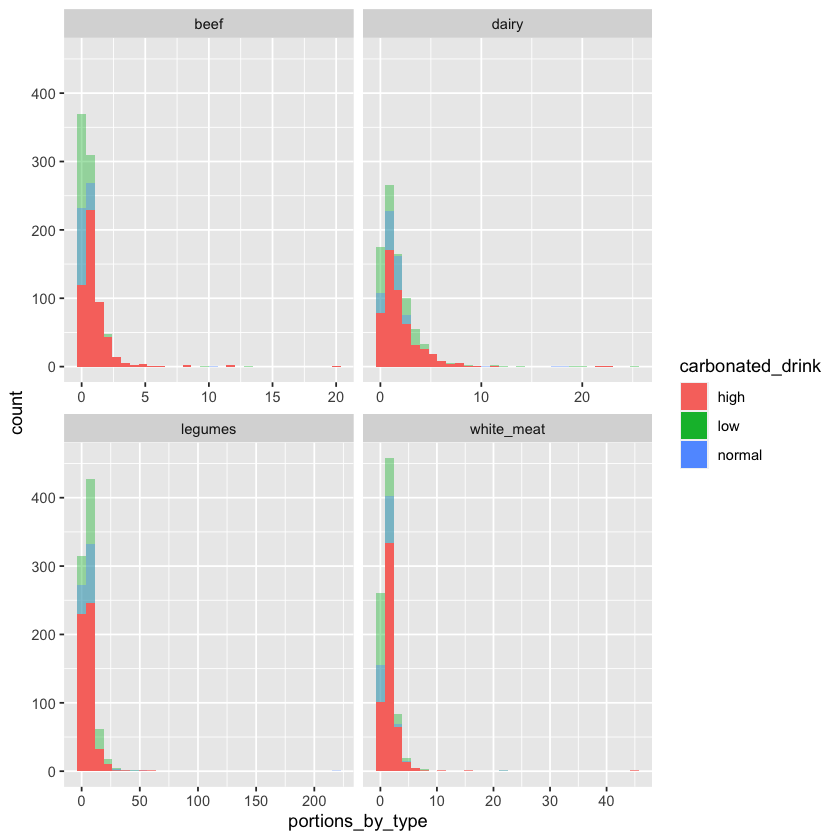 beef
dairy
400
300
200
100
0
0 5 10 15 20
0 10 20
legumes
white_meat
400
300
200
100
0
0 50 100 150 200
0 10 20 30 40
count
portions_by_type
carbonated_drink
high
low
normal